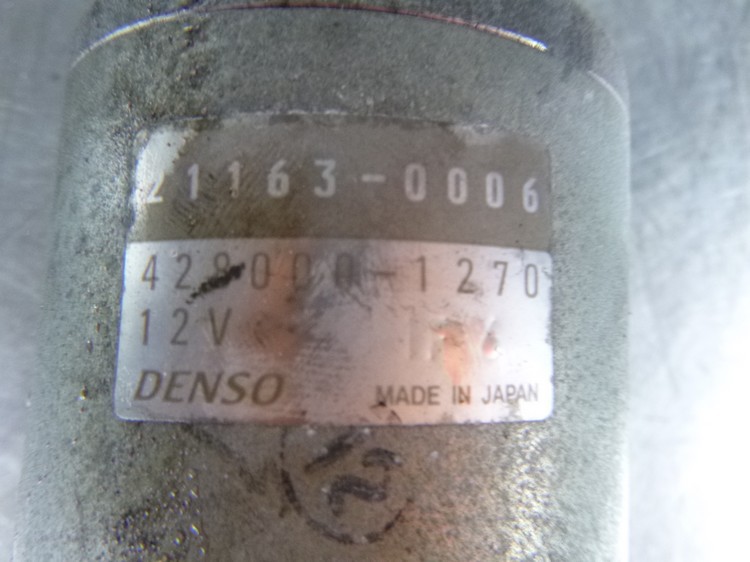 21163-0006
428000-1270
12V
DENSO MADE IN JAPAN